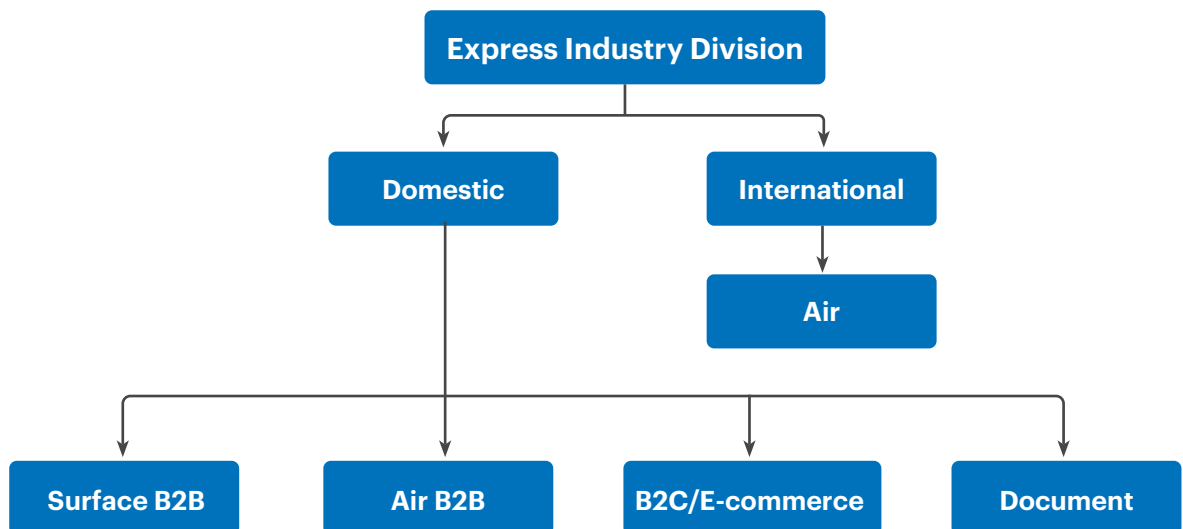 Express Industry Division
Domestic
International
Air
Surface B2B
Air B2B
B2C/E-commerce
Document